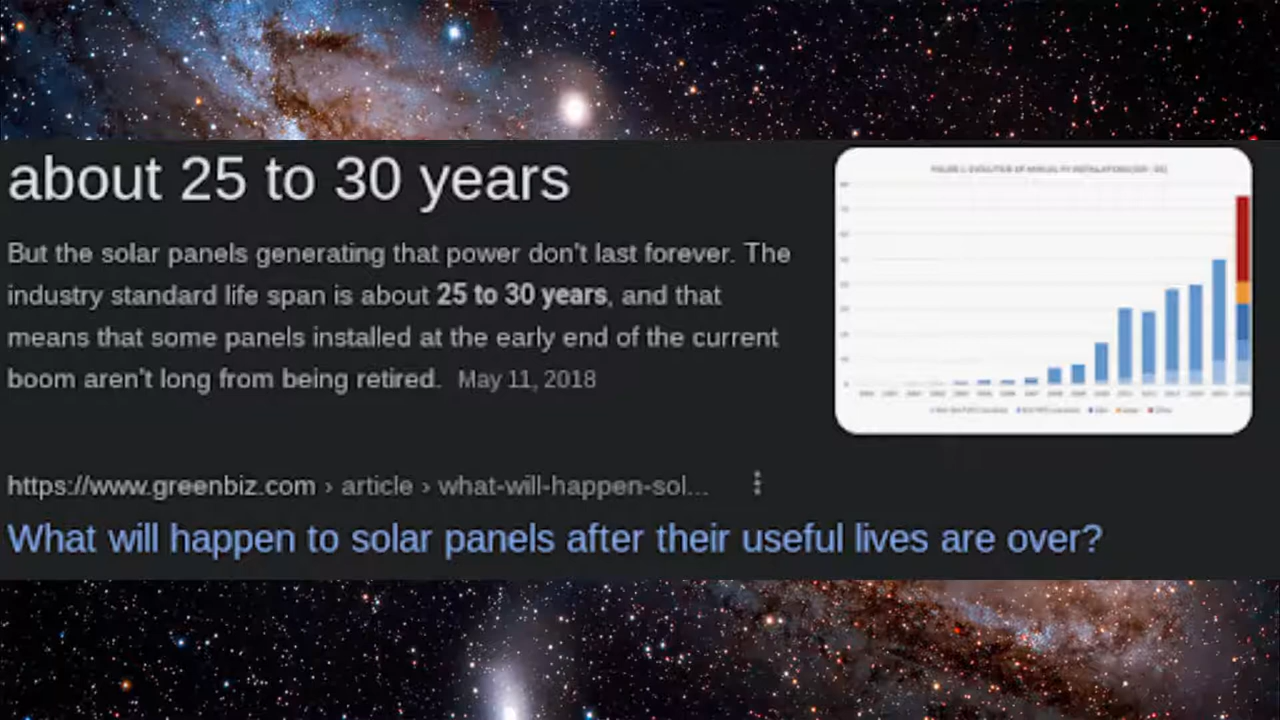 about 25 to 30 years
But the solar panels generating that power don't last forever. The
industry standard life span is about 25 to 30 years, and that
means that some panels installed at the early end of the current
boom aren't long from being retired. May 11, 2018
https://www.greenbiz.com › article › what-will-happen-sol...
What will happen to solar panels after their useful lives are over?